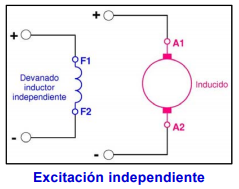 +
+
A1
F1
Devanado
inductor
independiente
Inducido
F2
A2
-
-
Excitación independiente